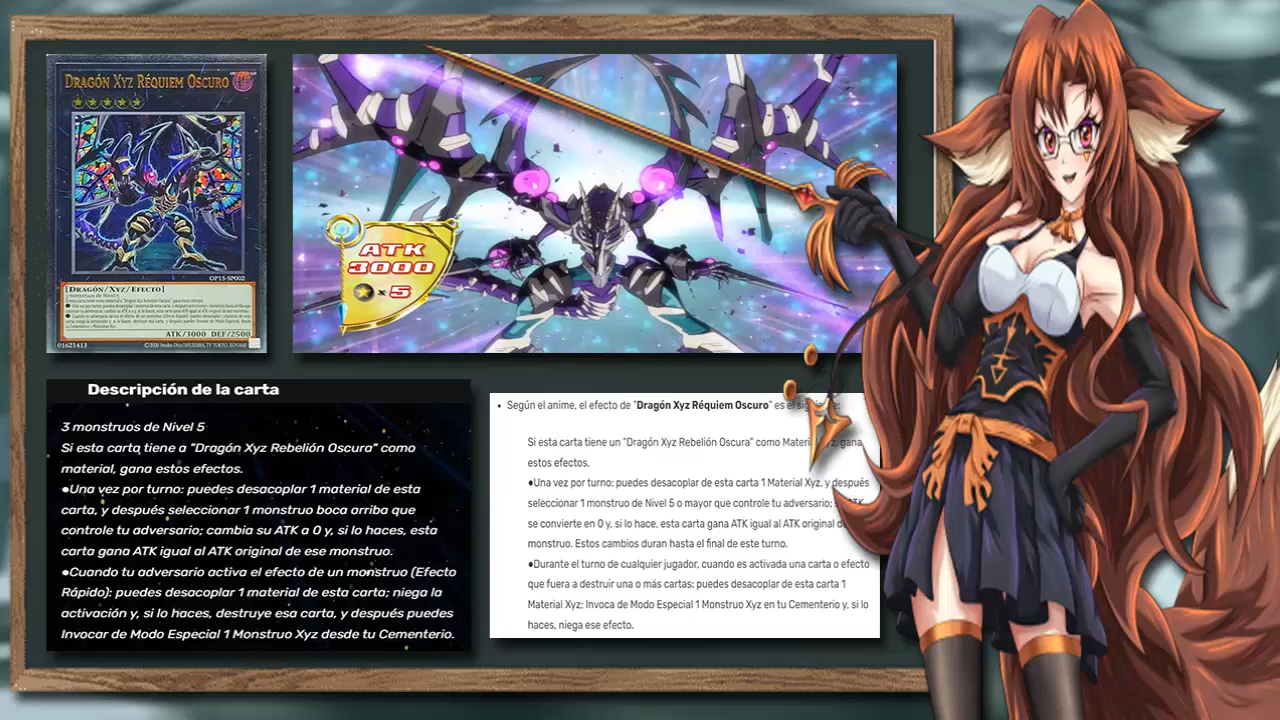 DRAGÓN XYZ RÉQUIEM OSCURO
OP15-SP002
[DRAGÓN/XYZ/EFECTO]
3 monstruos de Nivel 5
ATK/3000 DEF/2500
01621413
ATK
3000
x 5
Descripción de la carta
3 monstruos de Nivel 5
Si esta carta tiene a "Dragón Xyz Rebelión Oscura" como
material, gana estos efectos.
●Una vez por turno: puedes desacoplar 1 material de esta
carta, y después seleccionar 1 monstruo boca arriba que
controle tu adversario; cambia su ATK a 0 y, si lo haces, esta
carta gana ATK igual al ATK original de ese monstruo.
●Cuando tu adversario activa el efecto de un monstruo (Efecto
Rápido): puedes desacoplar 1 material de esta carta; niega la
activación y, si lo haces, destruye esa carta, y después puedes
Invocar de Modo Especial 1 Monstruo Xyz desde tu Cementerio.
• Según el anime, el efecto de "Dragón Xyz Réquiem Oscuro" es el
Si esta carta tiene un "Dragón Xyz Rebelión Oscura" como gana
estos efectos.
●Una vez por turno: puedes desacoplar de esta carta 1 Material Xyz, y después
seleccionar 1 monstruo de Nivel 5 o mayor que controle tu adversario; ATK
se convierte en 0 y, si lo hace, esta carta gana ATK igual al ATK original
monstruo. Estos cambios duran hasta el final de este turno.
●Durante el turno de cualquier jugador, cuando es activada una carta o efecto
que fuera a destruir una o más cartas: puedes desacoplar de esta carta 1
Material Xyz; Invoca de Modo Especial 1 Monstruo Xyz en tu Cementerio y, si lo
haces, niega ese efecto.